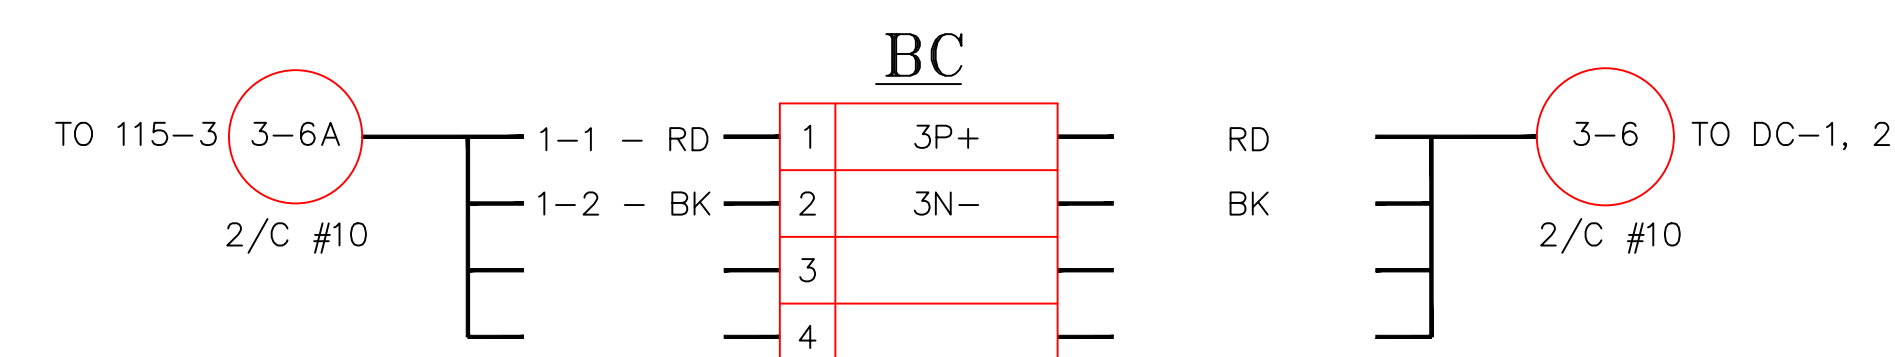 BC
TO 115-3 3-6A 1-1 - RD 1 3P+ RD 3-6 TO DC-1, 2
1-2 - BK 2 3N- BK
2/C #10 2/C #10
3
4